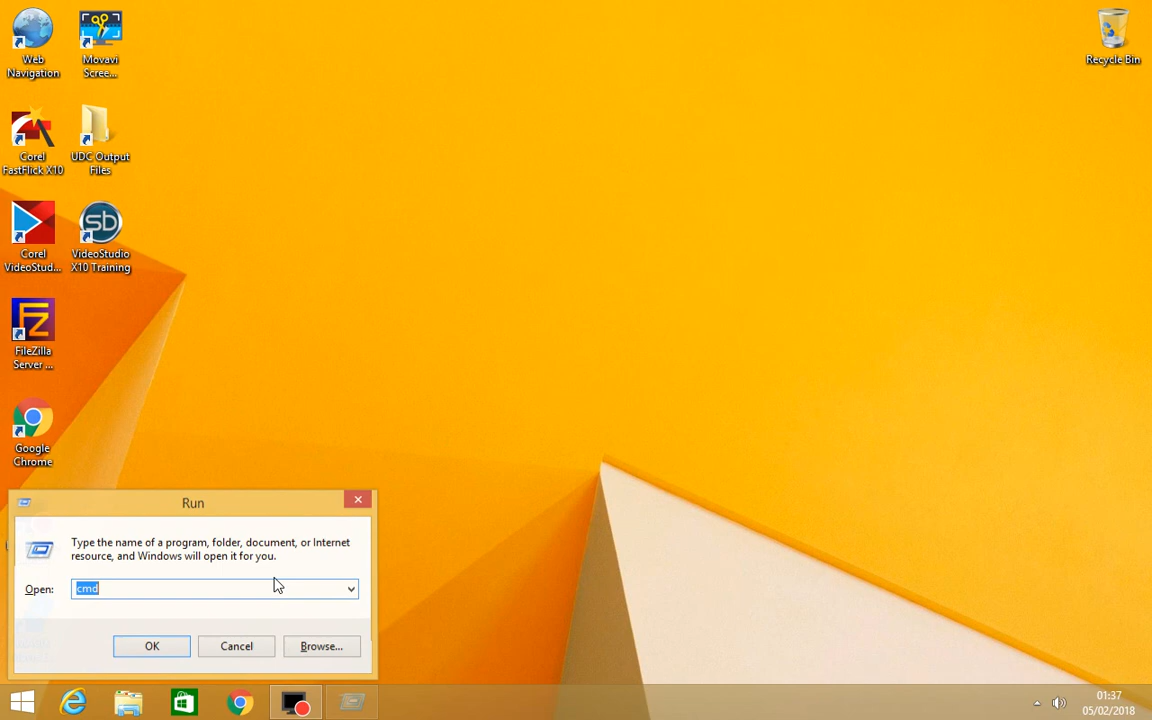 Web
Navigation
Movavi
Scree...
Recycle Bin
Corel
FastFlick X10
UDC Output
Files
Corel
VideoStud...
VideoStudio
X10 Training
FileZilla
Server ...
Google
Chrome
Run
Type the name of a program, folder, document, or Internet
resource, and Windows will open it for you.
Open:
cmd
OK
Cancel
Browse...
01:37
05/02/2018